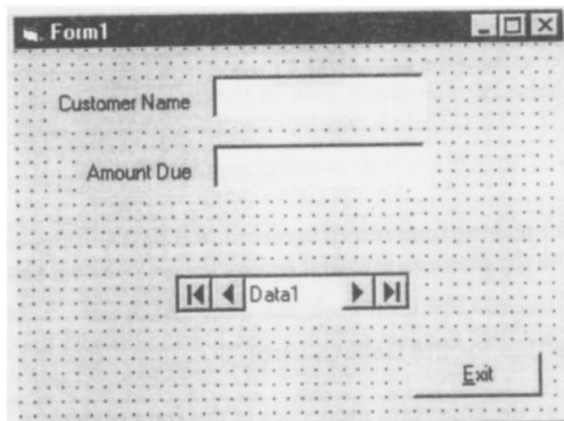 Form1
Customer Name
Amount Due
Data1
Exit